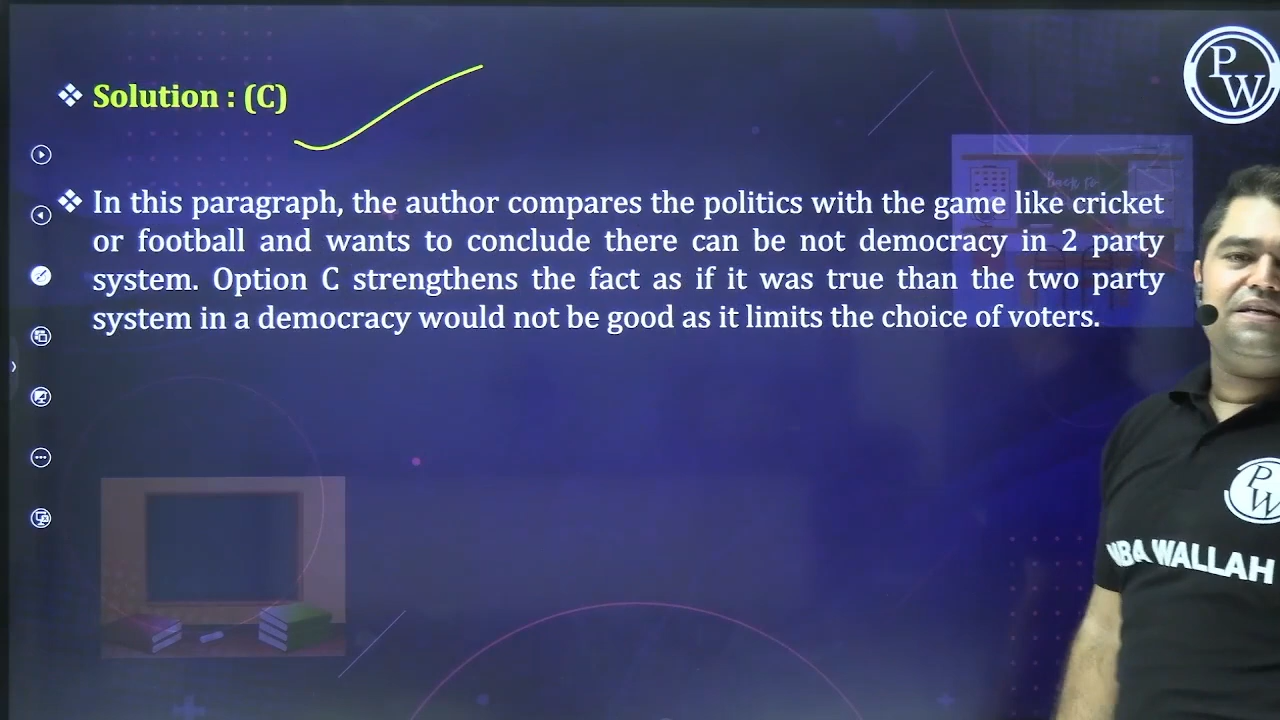 Solution : (C)
In this paragraph, the author compares the politics with the game like cricket
or football and wants to conclude there can be not democracy in 2 party
system. Option C strengthens the fact as if it was true than the two party
system in a democracy would not be good as it limits the choice of voters.
PW
Back to
PW
MBA WALLAH